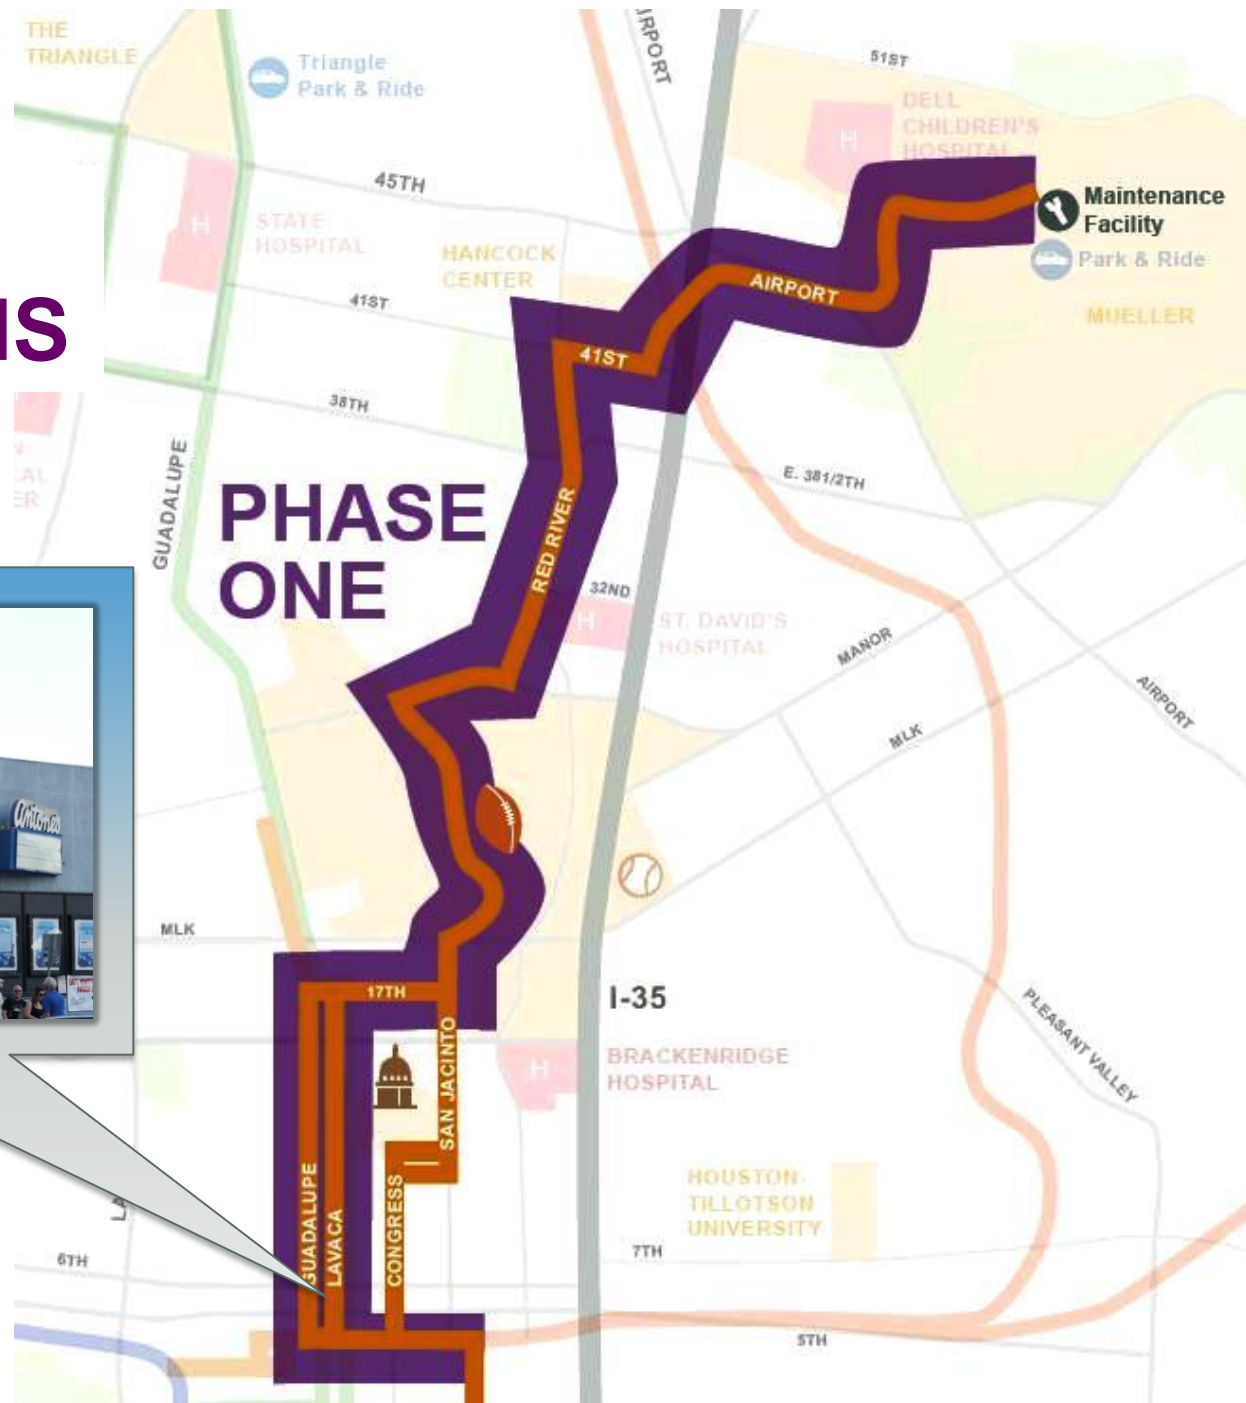 THE
TRIANGLE
Triangle
Park & Ride
AIRPORT
51ST
DELL
CHILDREN'S
HOSPITAL
H
45TH
Maintenance
Facility
Park & Ride
STATE
HOSPITAL
H
HANCOCK
CENTER
AIRPORT
MUELLER
41ST
41ST
38TH
GUADALUPE
E. 381/2TH
PHASE
ONE
RED RIVER
32ND
H
ST. DAVID'S
HOSPITAL
MANOR
AIRPORT
MLK
antone's
MLK
17TH
I-35
PLEASANT VALLEY
SAN JACINTO
BRACKENRIDGE
HOSPITAL
H
GUADALUPE
LAVACA
CONGRESS
HOUSTON-
TILLOTSON
UNIVERSITY
6TH
7TH
5TH